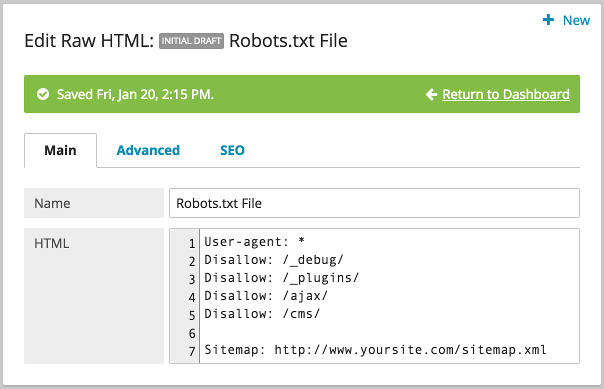 + New
Edit Raw HTML: INITIAL DRAFT Robots.txt File
Saved Fri, Jan 20, 2:15 PM. Return to Dashboard
Main Advanced SEO
Name Robots.txt File
HTML 1 User-agent: *
2 Disallow: /_debug/
3 Disallow: /_plugins/
4 Disallow: /ajax/
5 Disallow: /cms/
6
7 Sitemap: http://www.yoursite.com/sitemap.xml